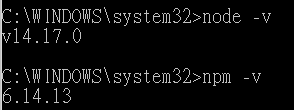 C:\WINDOWS\system32>node -v
v14.17.0
C:\WINDOWS\system32>npm -v
6.14.13